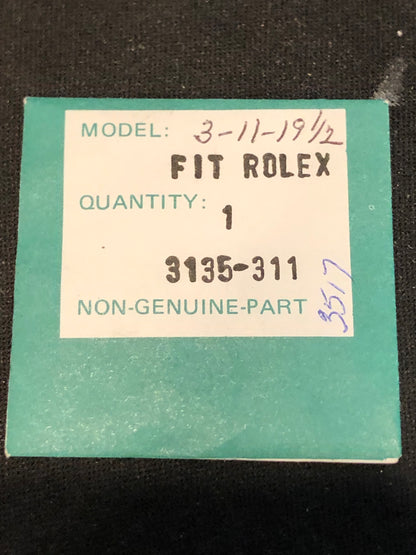 MODEL: 3-11-19½
FIT ROLEX
QUANTITY: 1
3135-311
NON-GENUINE-PART
3517